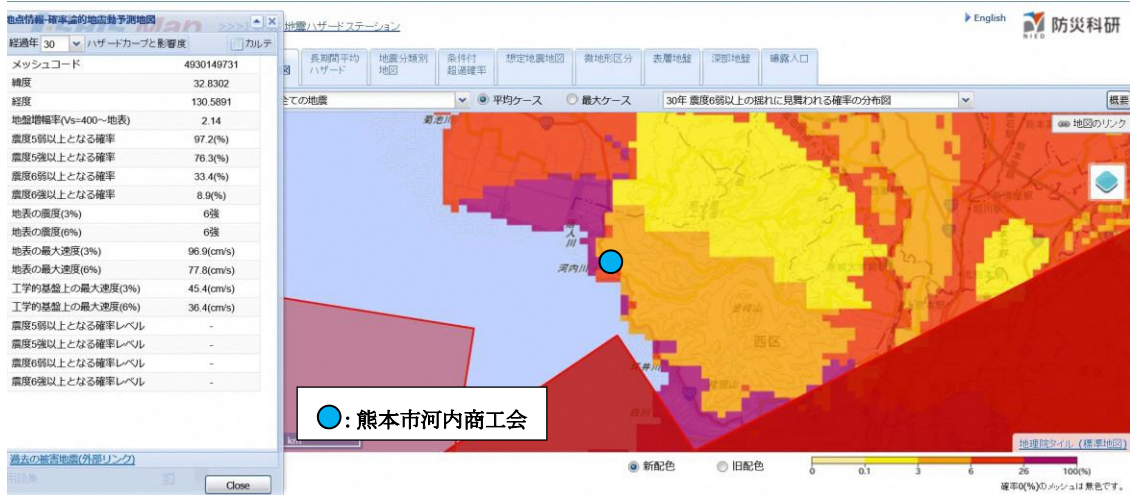 地点情報-確率論的地震動予測地図
経過年 30 ハザードカーブと影響度 カルテ
メッシュコード 4930149731
緯度 32.8302
経度 130.5891
地盤増幅率(Vs=400～地表) 2.14
震度5弱以上となる確率 97.2(%)
震度5強以上となる確率 76.3(%)
震度6弱以上となる確率 33.4(%)
震度6強以上となる確率 8.9(%)
地表の震度(3%) 6強
地表の震度(6%) 6強
地表の最大速度(3%) 96.9(cm/s)
地表の最大速度(6%) 77.8(cm/s)
工学的基盤上の最大速度(3%) 45.4(cm/s)
工学的基盤上の最大速度(6%) 36.4(cm/s)
震度5弱以上となる確率レベル -
震度5強以上となる確率レベル -
震度6弱以上となる確率レベル -
震度6強以上となる確率レベル -
過去の被害地震(外部リンク)
Close
Map >>> 地震ハザードステーション
English
防災科研
NIED
長期間平均
ハザード
地震分類別
地図
条件付
超過確率
想定地震地図
微地形区分
表層地盤
深部地盤
曝露人口
全ての地震 平均ケース 最大ケース 30年 震度6弱以上の揺れに見舞われる確率の分布図 概要
地図のリンク
菊池川
河内川
西区
坪井川
●: 熊本市河内商工会
km
地理院タイル (標準地図)
新配色 旧配色
0 0.1 3 6 26 100(%)
確率0(%)のメッシュは無色です。